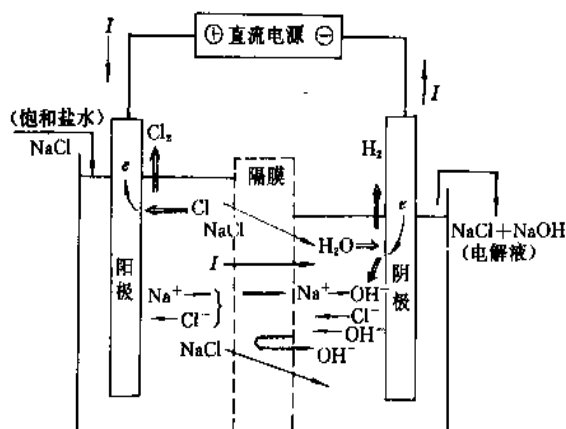 ⊕ 直流电源 ⊖
I
I
(饱和盐水)
NaCl
Cl₂
H₂
隔膜
e
e
Cl
NaCl
H₂O
NaCl+NaOH
(电解液)
I
阳极
阴极
Na⁺
Cl⁻
Na⁺
OH⁻
Cl⁻
OH⁻
OH⁻
NaCl